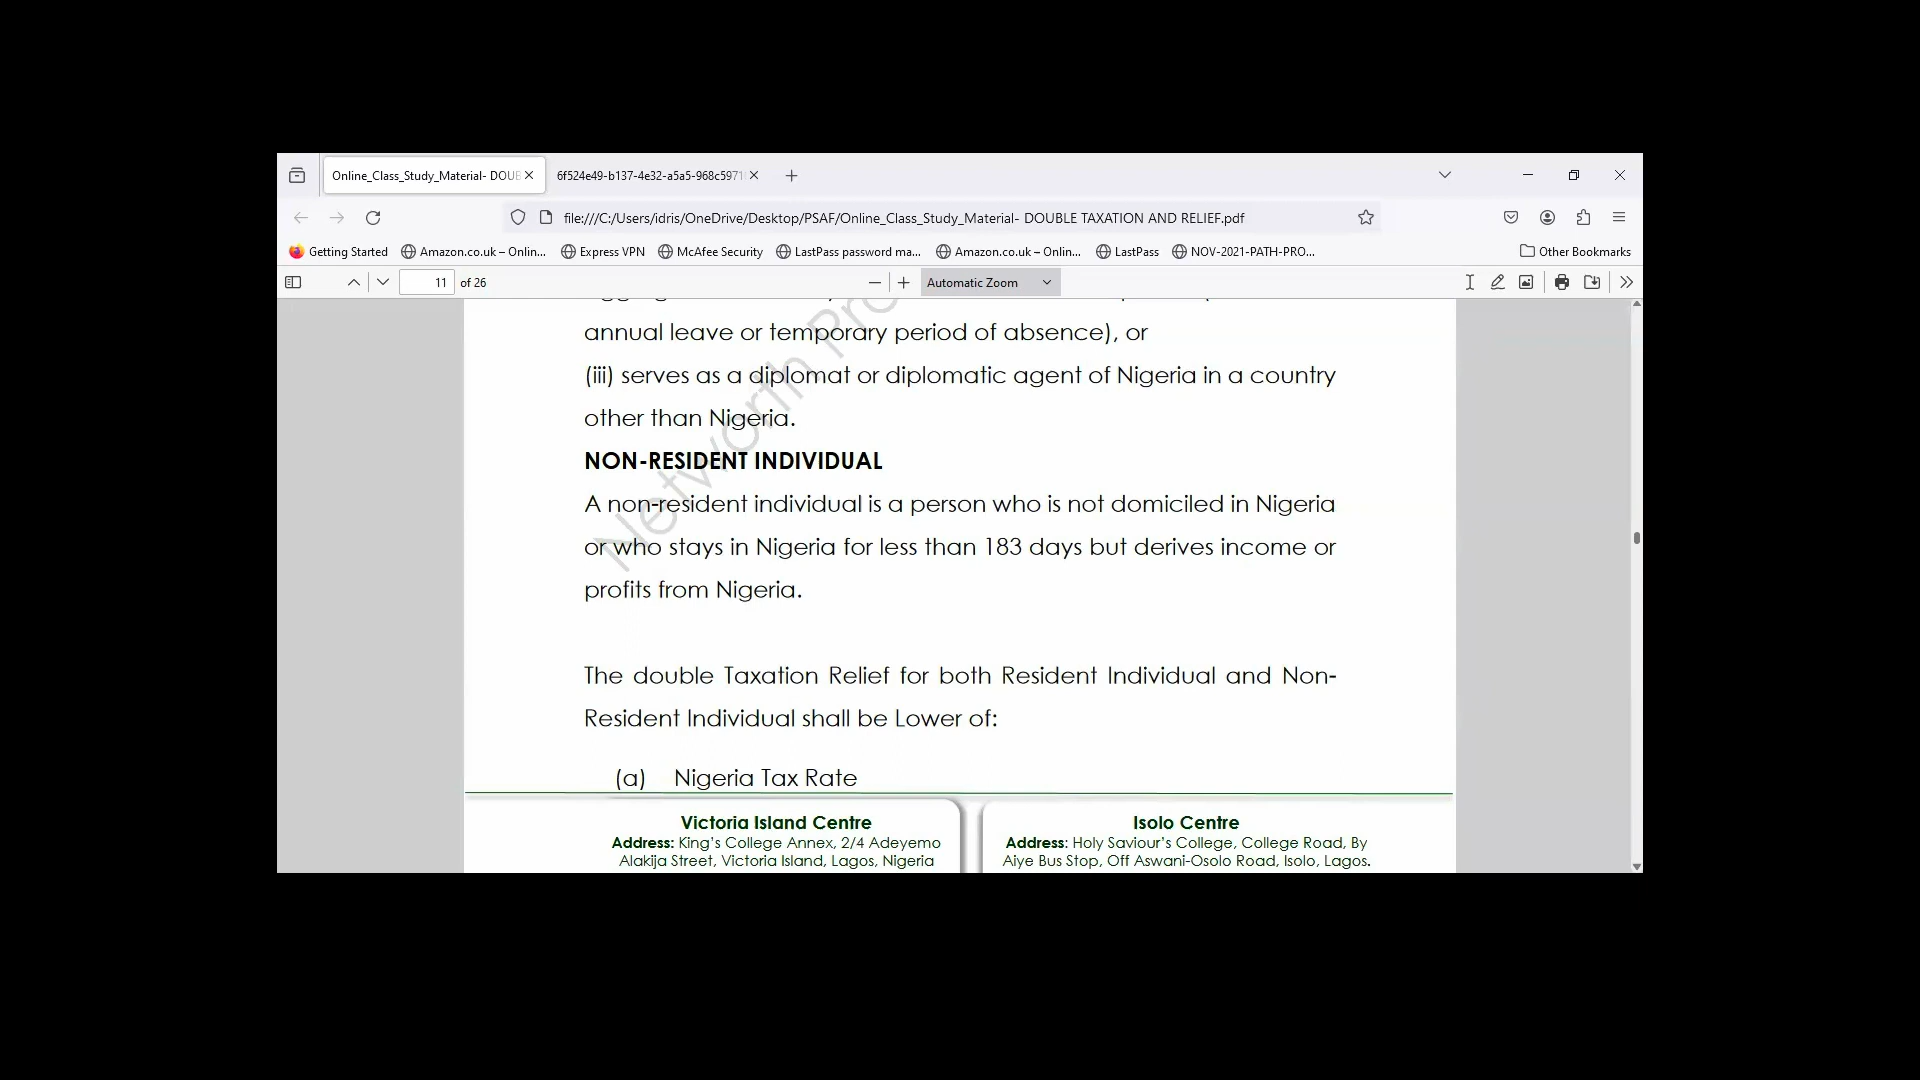 Online_Class_Study_Material- DOUB
6f524e49-b137-4e32-a5a5-968c5971
file:///C:/Users/idris/OneDrive/Desktop/PSAF/Online_Class_Study_Material- DOUBLE TAXATION AND RELIEF.pdf
Getting Started
Amazon.co.uk – Onlin...
Express VPN
McAfee Security
LastPass password ma...
Amazon.co.uk – Onlin...
LastPass
NOV-2021-PATH-PRO...
Other Bookmarks
11 of 26
Automatic Zoom
annual leave or temporary period of absence), or
(iii) serves as a diplomat or diplomatic agent of Nigeria in a country
other than Nigeria.
NON-RESIDENT INDIVIDUAL
A non-resident individual is a person who is not domiciled in Nigeria
or who stays in Nigeria for less than 183 days but derives income or
profits from Nigeria.
The double Taxation Relief for both Resident Individual and Non-
Resident Individual shall be Lower of:
(a) Nigeria Tax Rate
Networth Pro
Victoria Island Centre
Address: King's College Annex, 2/4 Adeyemo
Alakija Street, Victoria Island, Lagos, Nigeria
Isolo Centre
Address: Holy Saviour's College, College Road, By
Aiye Bus Stop, Off Aswani-Osolo Road, Isolo, Lagos.